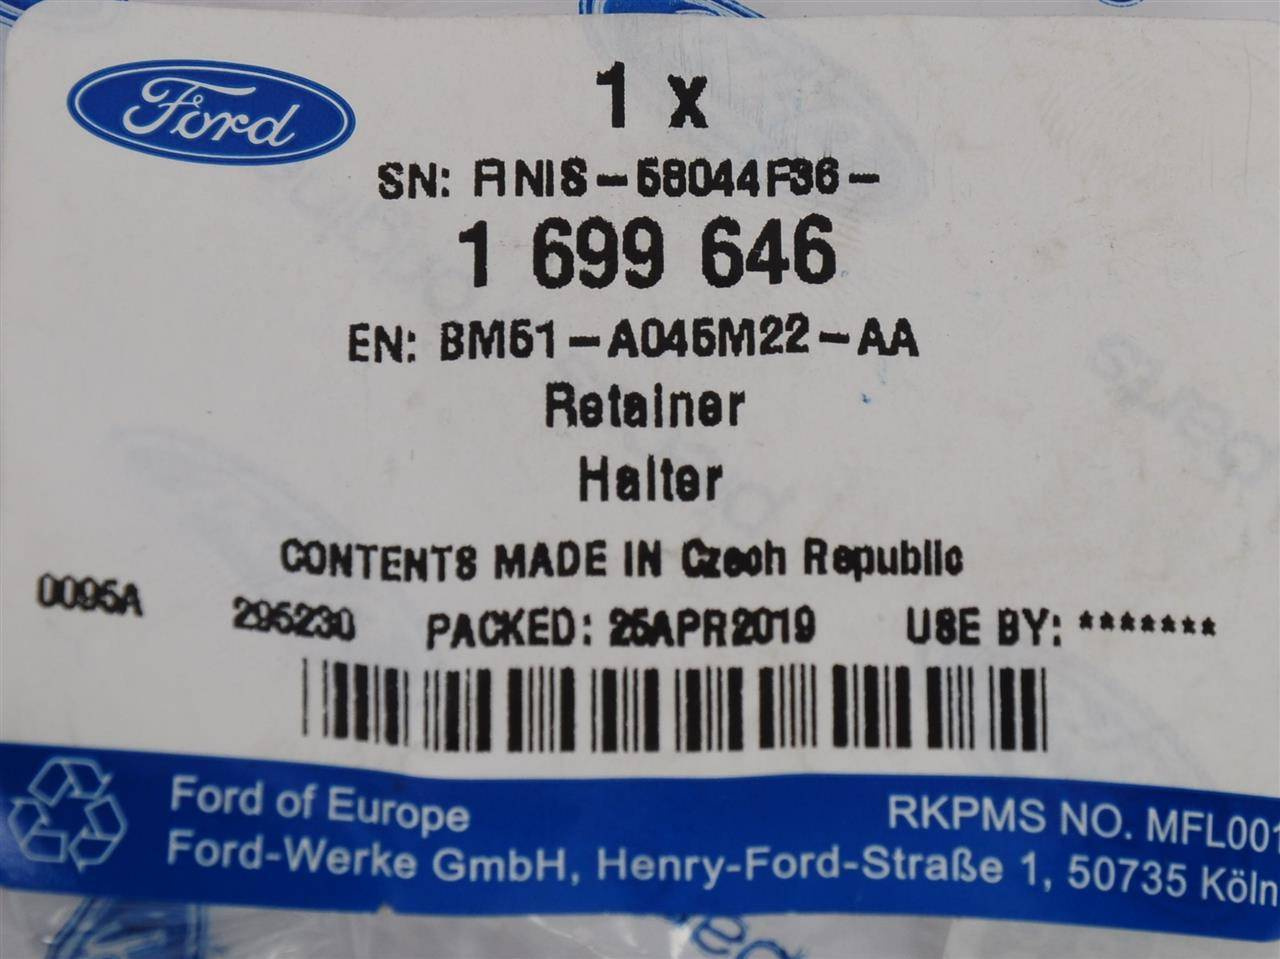 Ford
1 x
SN: FINIS-58044F36-
1 699 646
EN: BM51-A045M22-AA
Retainer
Halter
CONTENTS MADE IN Czech Republic
0095A 295230 PACKED: 25APR2019 USE BY: *******
Ford of Europe RKPMS NO. MFL001
Ford-Werke GmbH, Henry-Ford-Straße 1, 50735 Köln